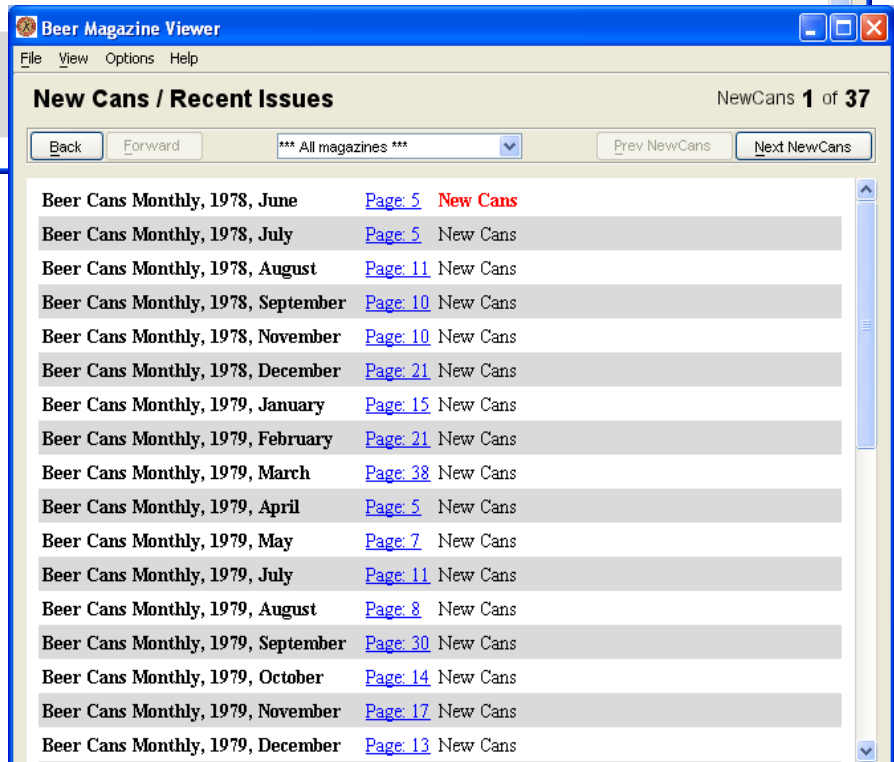 Beer Magazine Viewer
File View Options Help
New Cans / Recent Issues NewCans 1 of 37
Back Forward *** All magazines *** Prev NewCans Next NewCans
Beer Cans Monthly, 1978, June Page: 5 New Cans
Beer Cans Monthly, 1978, July Page: 5 New Cans
Beer Cans Monthly, 1978, August Page: 11 New Cans
Beer Cans Monthly, 1978, September Page: 10 New Cans
Beer Cans Monthly, 1978, November Page: 10 New Cans
Beer Cans Monthly, 1978, December Page: 21 New Cans
Beer Cans Monthly, 1979, January Page: 15 New Cans
Beer Cans Monthly, 1979, February Page: 21 New Cans
Beer Cans Monthly, 1979, March Page: 38 New Cans
Beer Cans Monthly, 1979, April Page: 5 New Cans
Beer Cans Monthly, 1979, May Page: 7 New Cans
Beer Cans Monthly, 1979, July Page: 11 New Cans
Beer Cans Monthly, 1979, August Page: 8 New Cans
Beer Cans Monthly, 1979, September Page: 30 New Cans
Beer Cans Monthly, 1979, October Page: 14 New Cans
Beer Cans Monthly, 1979, November Page: 17 New Cans
Beer Cans Monthly, 1979, December Page: 13 New Cans